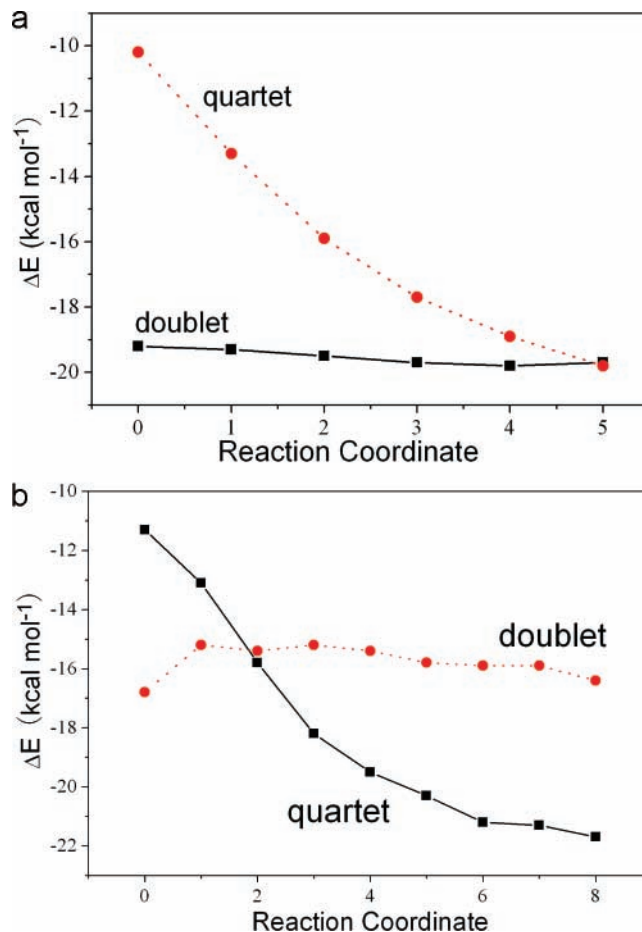 a
-10
-12
-14
-16
-18
-20
ΔE (kcal mol-1)
quartet
doublet
0 1 2 3 4 5
Reaction Coordinate
b
-10
-12
-14
-16
-18
-20
-22
ΔE (kcal mol-1)
doublet
quartet
0 2 4 6 8
Reaction Coordinate